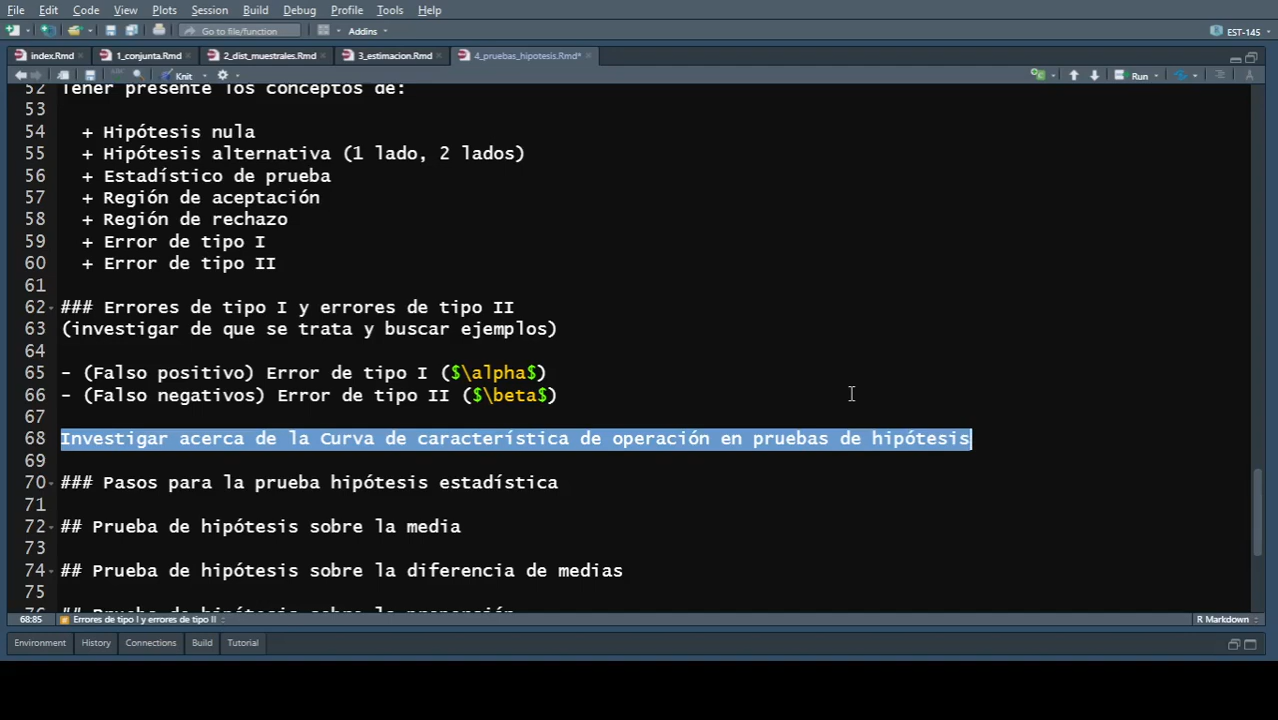 File Edit Code View Plots Session Build Debug Profile Tools Help
Go to file/function Addins EST-145
index.Rmd 1_conjunta.Rmd 2_dist_muestrales.Rmd 3_estimacion.Rmd 4_pruebas_hipotesis.Rmd*
Knit Run
52 Tener presente los conceptos de:
53
54 + Hipótesis nula
55 + Hipótesis alternativa (1 lado, 2 lados)
56 + Estadístico de prueba
57 + Región de aceptación
58 + Región de rechazo
59 + Error de tipo I
60 + Error de tipo II
61
62 ### Errores de tipo I y errores de tipo II
63 (investigar de que se trata y buscar ejemplos)
64
65 - (Falso positivo) Error de tipo I ($\alpha$)
66 - (Falso negativos) Error de tipo II ($\beta$)
67
68 Investigar acerca de la Curva de característica de operación en pruebas de hipótesis
69
70 ### Pasos para la prueba hipótesis estadística
71
72 ## Prueba de hipótesis sobre la media
73
74 ## Prueba de hipótesis sobre la diferencia de medias
75
76 ## Prueba de hipótesis sobre la proporción
68:85 Errores de tipo I y errores de tipo II R Markdown
Environment History Connections Build Tutorial